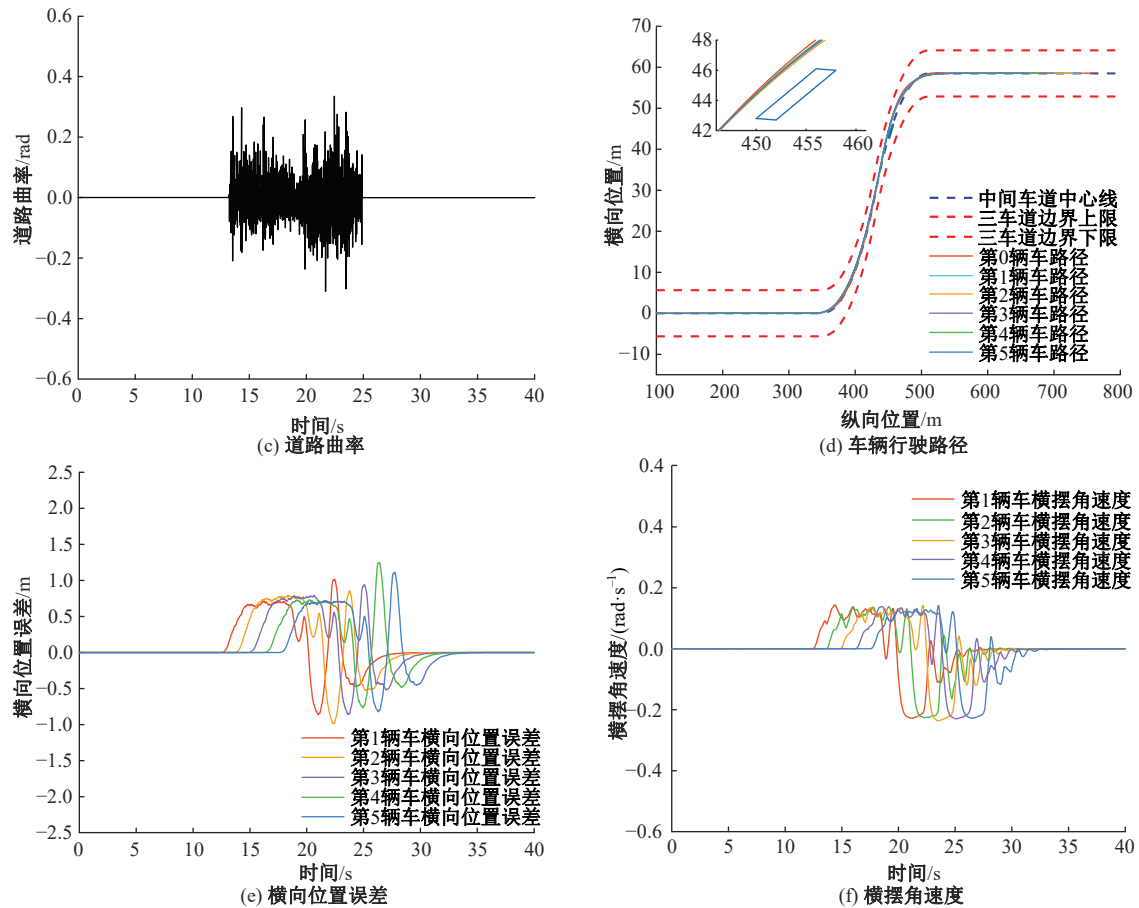 0.6
0.4
0.2
0.0
−0.2
−0.4
−0.6
道路曲率/rad
0 5 10 15 20 25 30 35 40
时间/s
(c) 道路曲率
70
60
50
40
30
20
10
0
−10
横向位置/m
48
46
44
42
450 455 460
中间车道中心线
三车道边界上限
三车道边界下限
第0辆车路径
第1辆车路径
第2辆车路径
第3辆车路径
第4辆车路径
第5辆车路径
100 200 300 400 500 600 700 800
纵向位置/m
(d) 车辆行驶路径
2.5
2.0
1.5
1.0
0.5
0.0
−0.5
−1.0
−1.5
−2.0
−2.5
横向位置误差/m
第1辆车横向位置误差
第2辆车横向位置误差
第3辆车横向位置误差
第4辆车横向位置误差
第5辆车横向位置误差
0 5 10 15 20 25 30 35 40
时间/s
(e) 横向位置误差
0.4
0.4
0.2
0.0
−0.2
−0.4
−0.6
横摆角速度/(rad·s⁻¹)
第1辆车横摆角速度
第2辆车横摆角速度
第3辆车横摆角速度
第4辆车横摆角速度
第5辆车横摆角速度
0 5 10 15 20 25 30 35 40
时间/s
(f) 横摆角速度